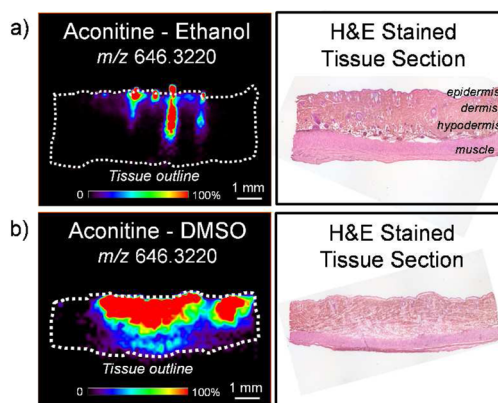 a)
Aconitine - Ethanol
m/z 646.3220
Tissue outline
0 100%
1 mm
H&E Stained
Tissue Section
epidermis
dermis
hypodermis
muscle
b)
Aconitine - DMSO
m/z 646.3220
Tissue outline
0 100%
1 mm
H&E Stained
Tissue Section